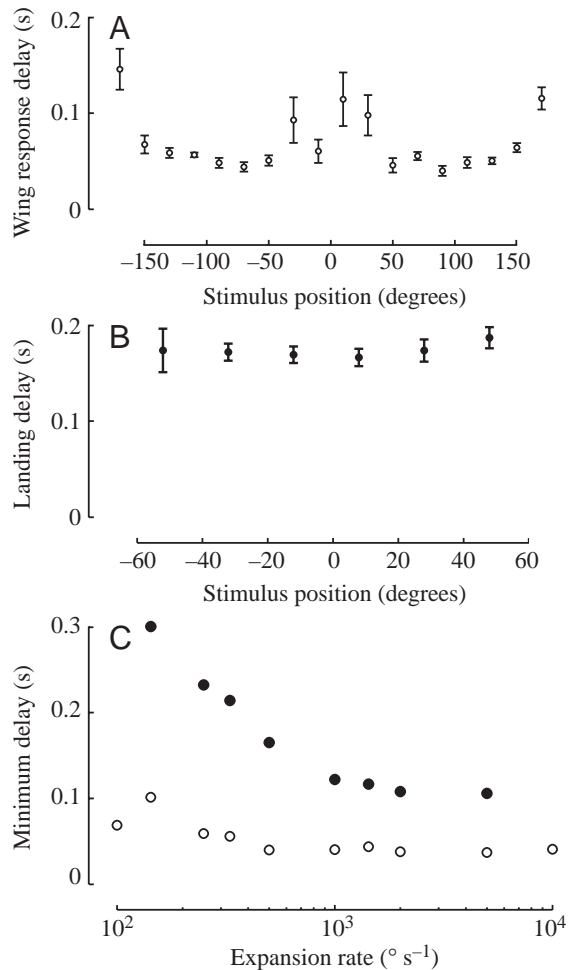 A
Wing response delay (s)
0.2
0.1
0
−150 −100 −50 0 50 100 150
Stimulus position (degrees)
B
Landing delay (s)
0.2
0.1
0
−60 −40 −20 0 20 40 60
Stimulus position (degrees)
C
Minimum delay (s)
0.3
0.2
0.1
0
10² 10³ 10⁴
Expansion rate (° s⁻¹)